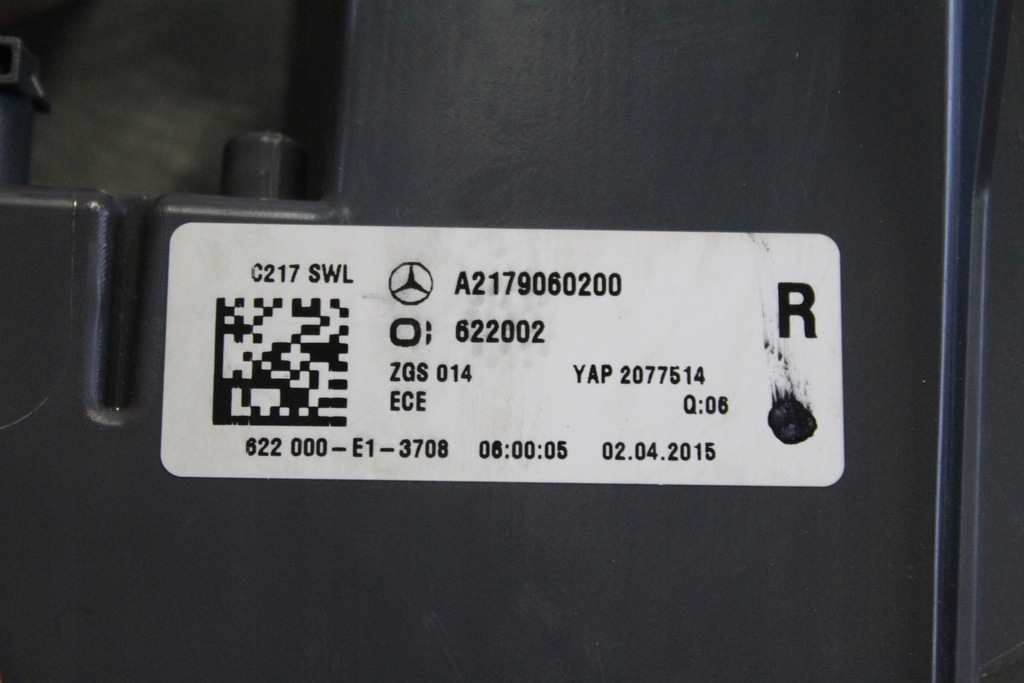 C217 SWL
A2179060200
622002
ZGS 014
YAP 2077514
ECE
Q:06
622 000-E1-3708 06:00:05 02.04.2015
R